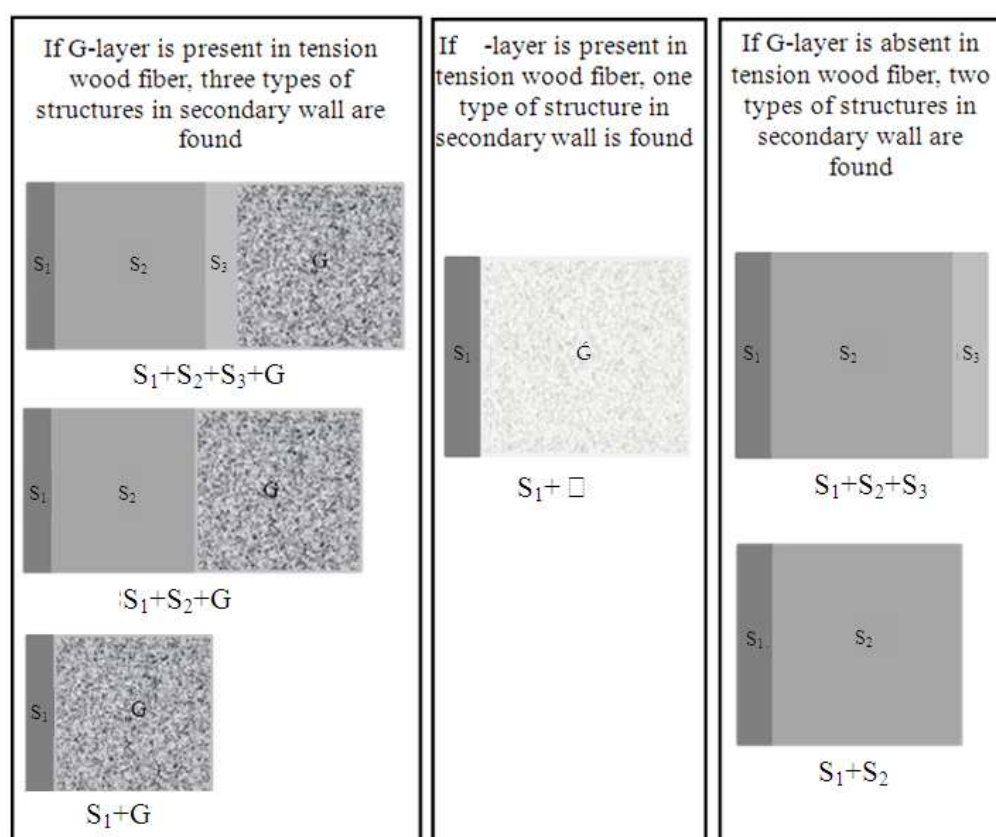 If G-layer is present in tension
wood fiber, three types of
structures in secondary wall are
found
S₁ S₂ S₃ G
S₁+S₂+S₃+G
S₁ S₂ G
S₁+S₂+G
S₁ G
S₁+G
If -layer is present in
tension wood fiber, one
type of structure in
secondary wall is found
S₁ Ǵ
S₁+ □
If G-layer is absent in
tension wood fiber, two
types of structures in
secondary wall are
found
S₁ S₂ S₃
S₁+S₂+S₃
S₁ S₂
S₁+S₂